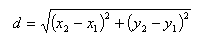 d = √((x₂ − x₁)² + (y₂ − y₁)²)